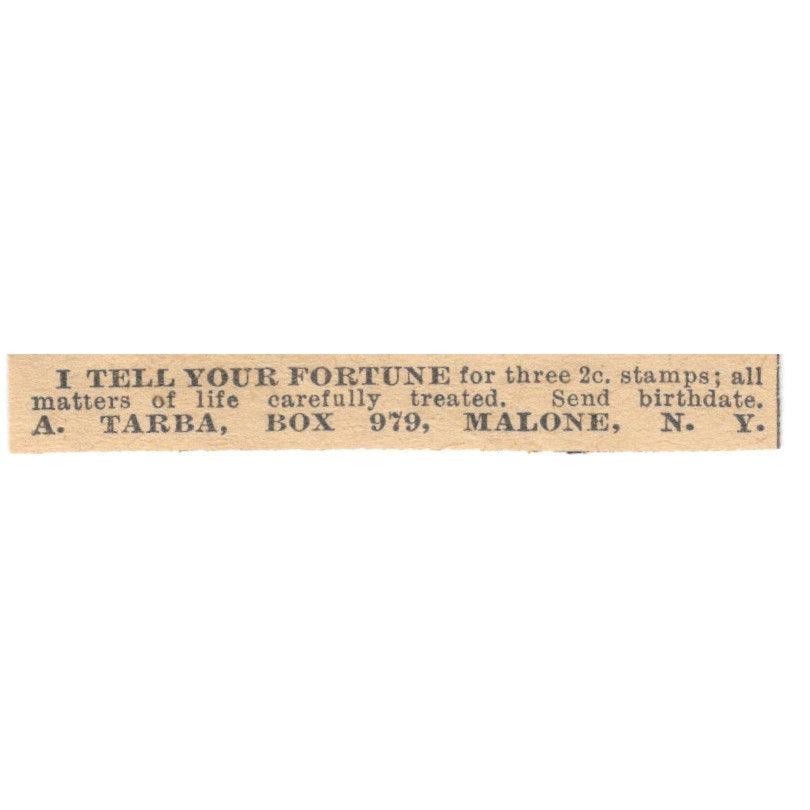 I TELL YOUR FORTUNE for three 2c. stamps; all
matters of life carefully treated. Send birthdate.
A. TARBA, BOX 979, MALONE, N. Y.